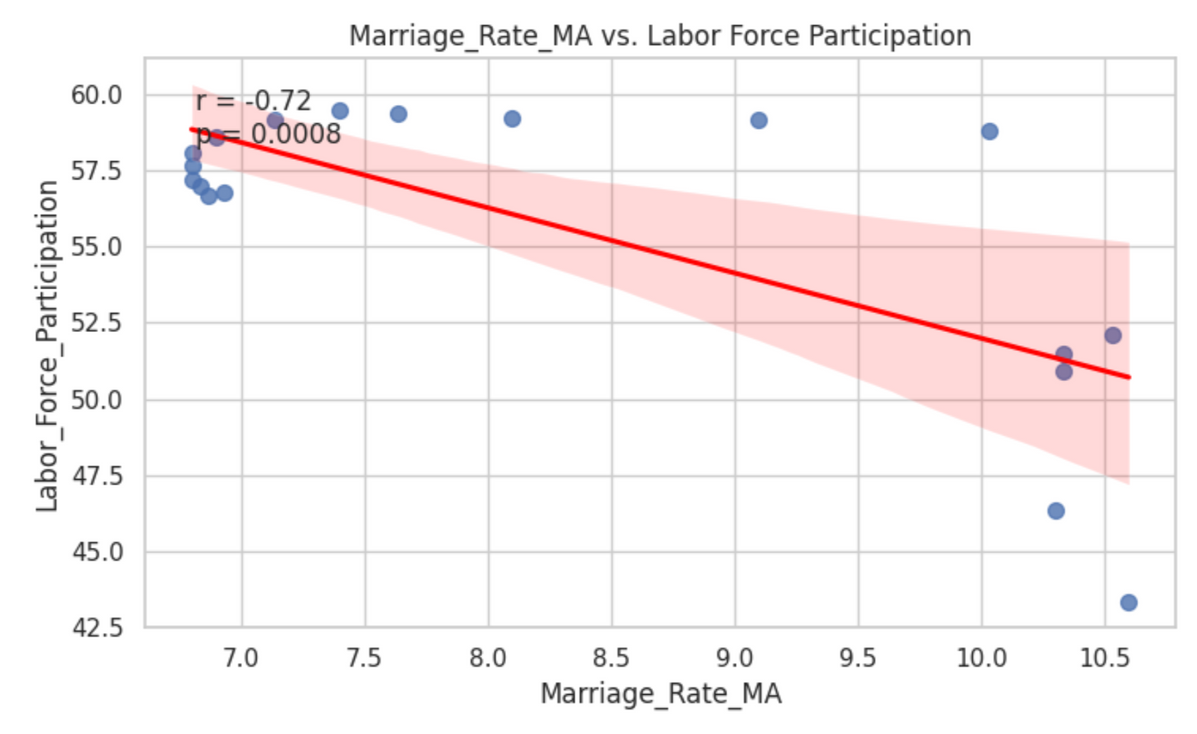 Marriage_Rate_MA vs. Labor Force Participation
r = -0.72
p = 0.0008
Labor_Force_Participation
60.0
57.5
55.0
52.5
50.0
47.5
45.0
42.5
7.0 7.5 8.0 8.5 9.0 9.5 10.0 10.5
Marriage_Rate_MA